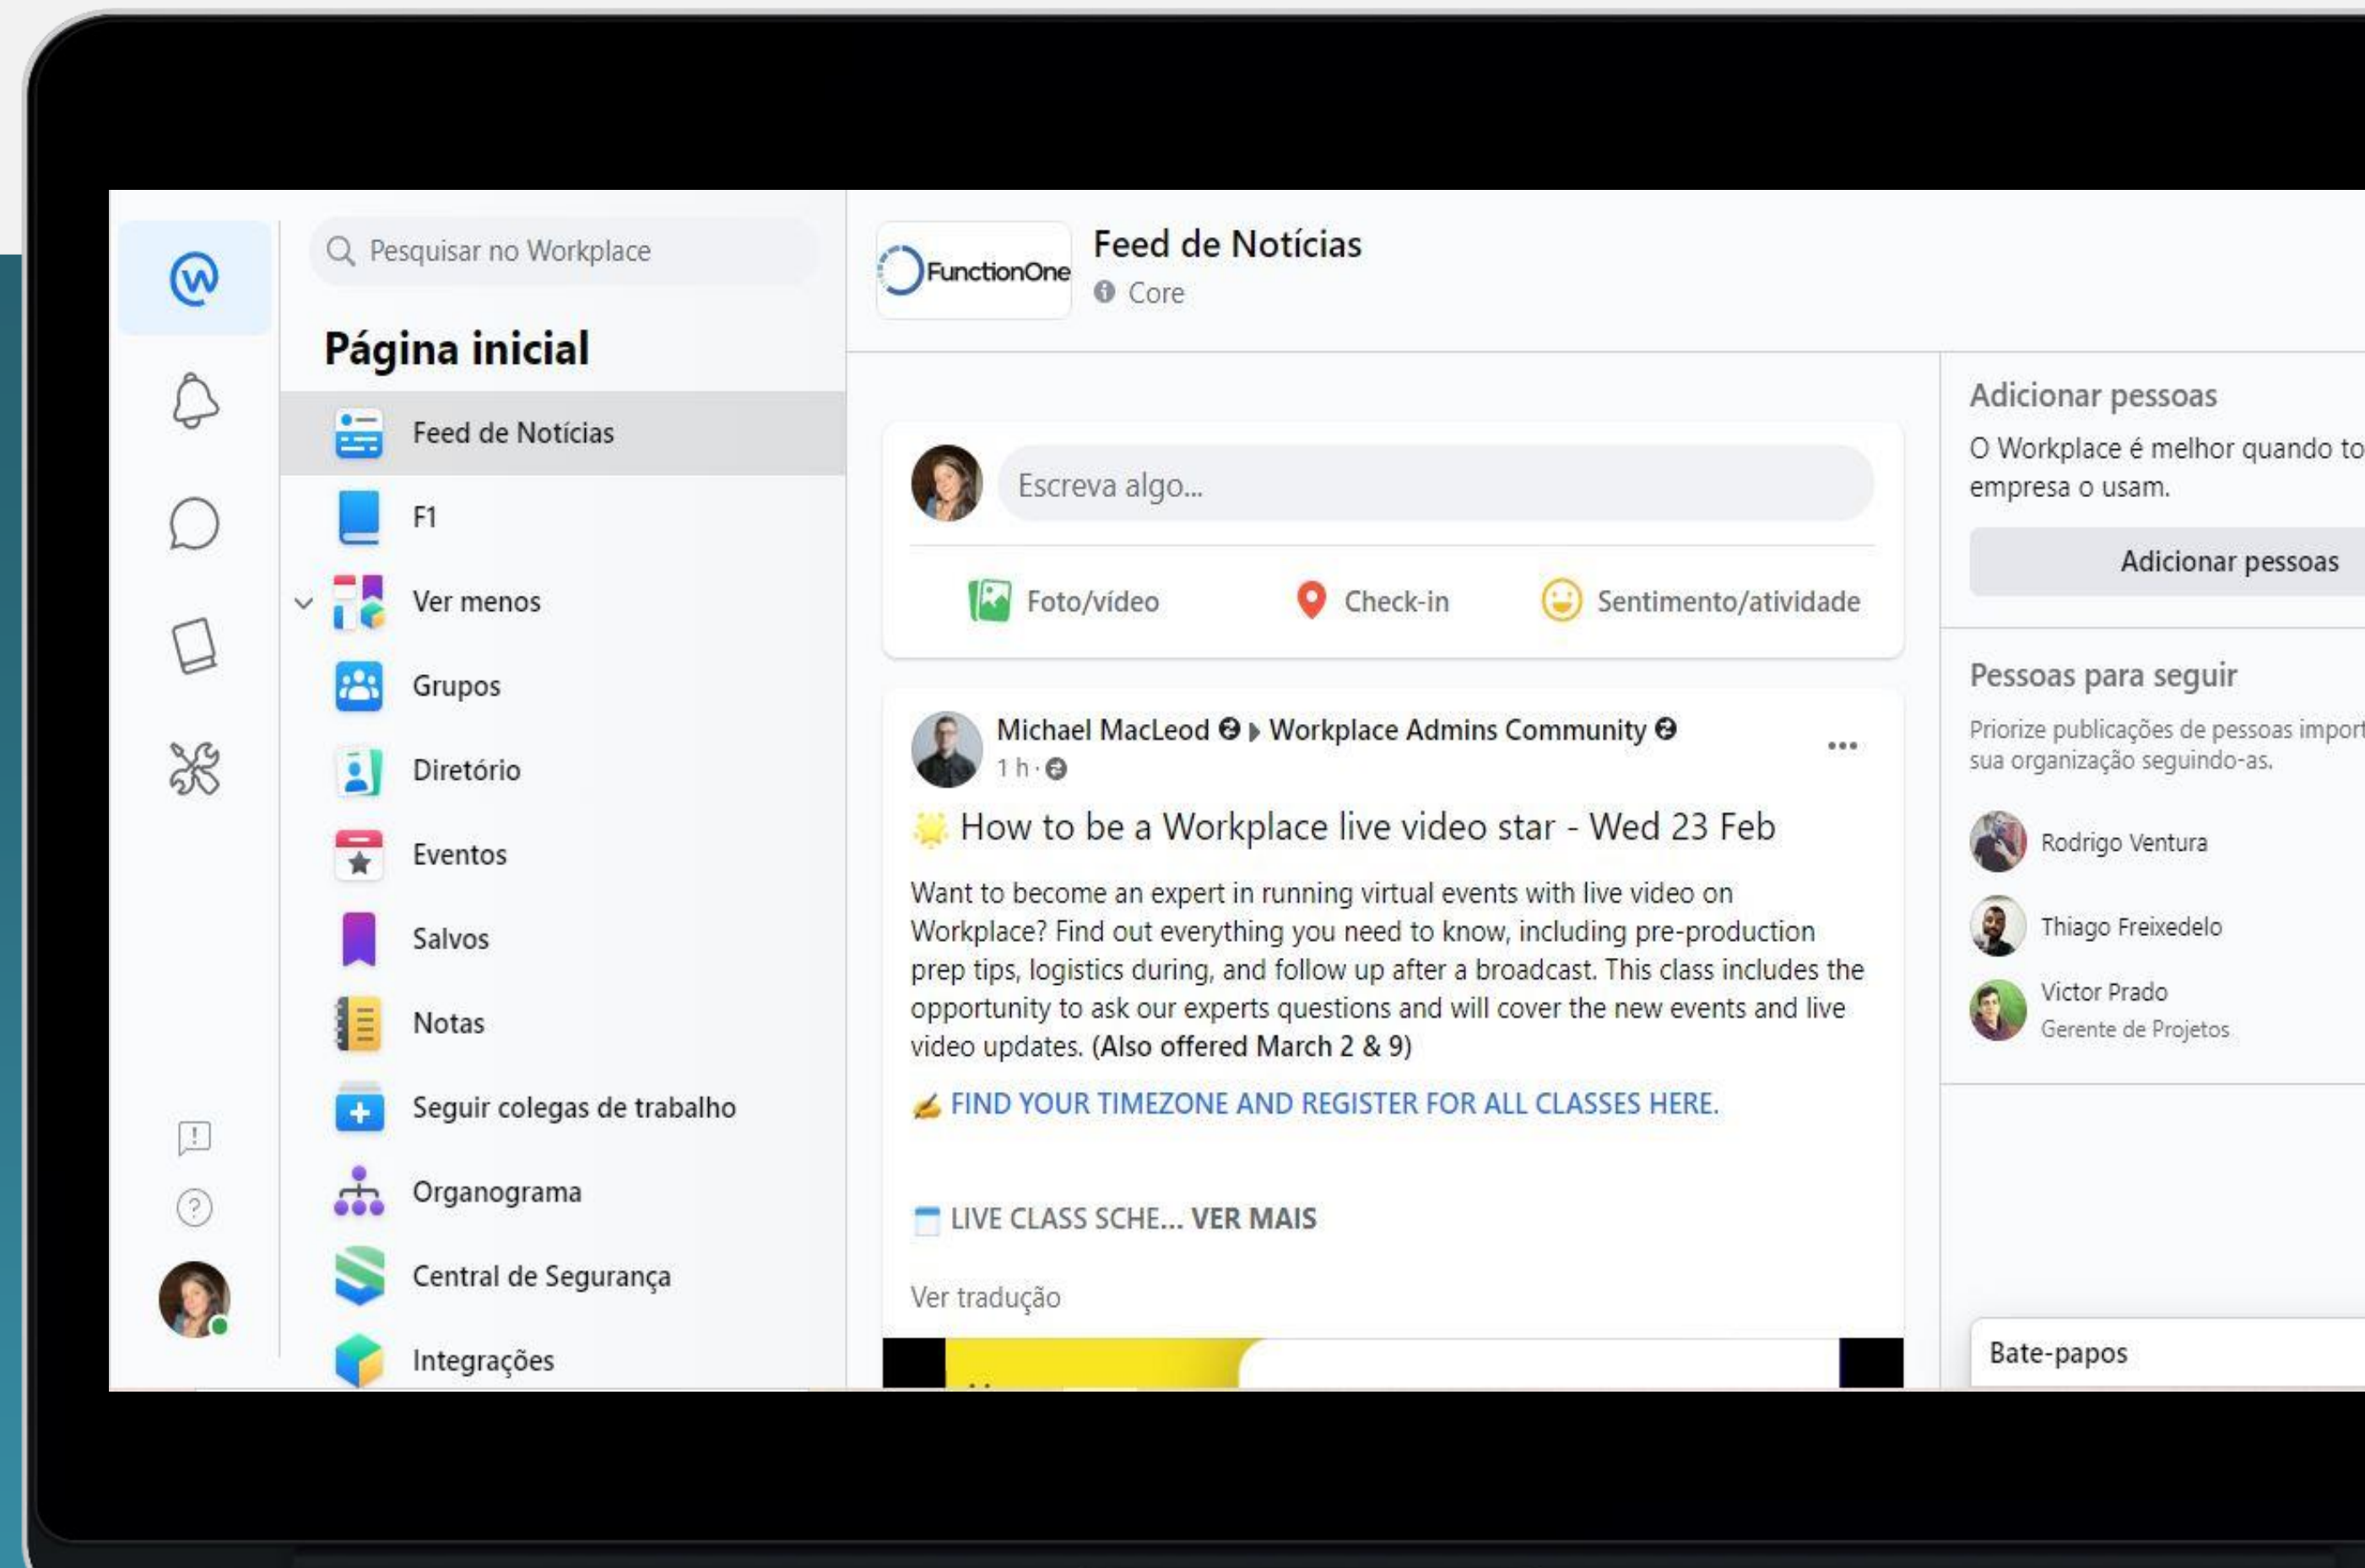 Pesquisar no Workplace
Página inicial
Feed de Notícias
F1
Ver menos
Grupos
Diretório
Eventos
Salvos
Notas
Seguir colegas de trabalho
Organograma
Central de Segurança
Integrações
FunctionOne
Feed de Notícias
Core
Escreva algo...
Foto/vídeo
Check-in
Sentimento/atividade
Michael MacLeod ▸ Workplace Admins Community
1 h ·
🌟 How to be a Workplace live video star - Wed 23 Feb
Want to become an expert in running virtual events with live video on
Workplace? Find out everything you need to know, including pre-production
prep tips, logistics during, and follow up after a broadcast. This class includes the
opportunity to ask our experts questions and will cover the new events and live
video updates. (Also offered March 2 & 9)
✍ FIND YOUR TIMEZONE AND REGISTER FOR ALL CLASSES HERE.
LIVE CLASS SCHE... VER MAIS
Ver tradução
Adicionar pessoas
O Workplace é melhor quando to
empresa o usam.
Adicionar pessoas
Pessoas para seguir
Priorize publicações de pessoas import
sua organização seguindo-as.
Rodrigo Ventura
Thiago Freixedelo
Victor Prado
Gerente de Projetos
Bate-papos